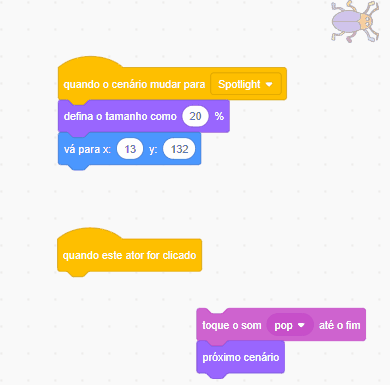 quando o cenário mudar para Spotlight
defina o tamanho como 20 %
vá para x: 13 y: 132
quando este ator for clicado
toque o som pop até o fim
próximo cenário